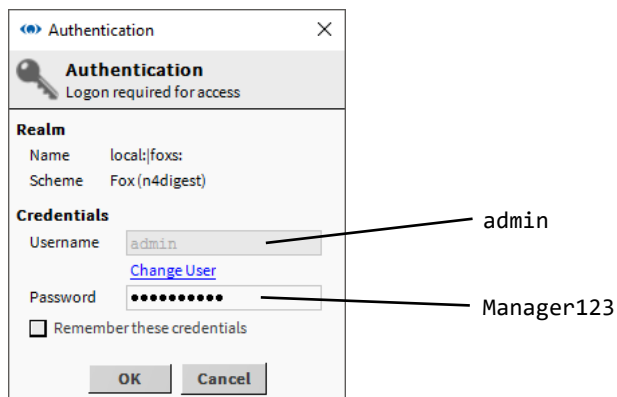 Authentication
Authentication
Logon required for access
Realm
Name local:|foxs:
Scheme Fox (n4digest)
Credentials
Username admin
admin
Change User
Password ●●●●●●●●●●
Manager123
Remember these credentials
OK Cancel